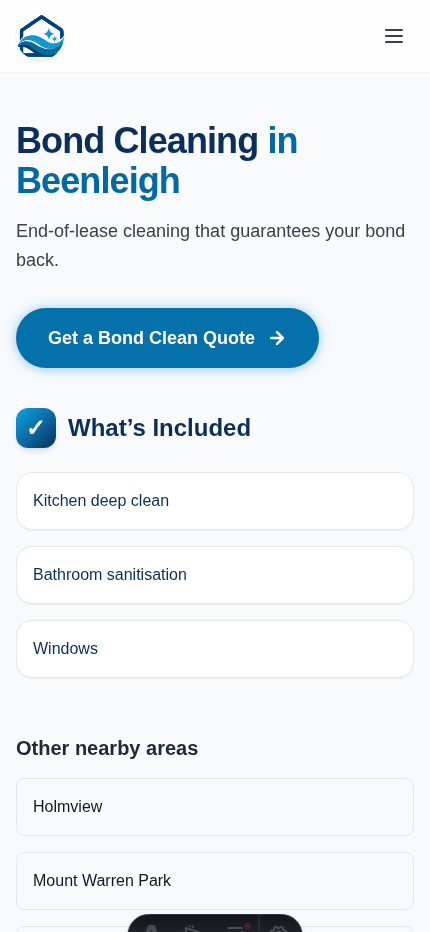 Bond Cleaning in
Beenleigh
End-of-lease cleaning that guarantees your bond
back.
Get a Bond Clean Quote →
✓ What’s Included
Kitchen deep clean
Bathroom sanitisation
Windows
Other nearby areas
Holmview
Mount Warren Park